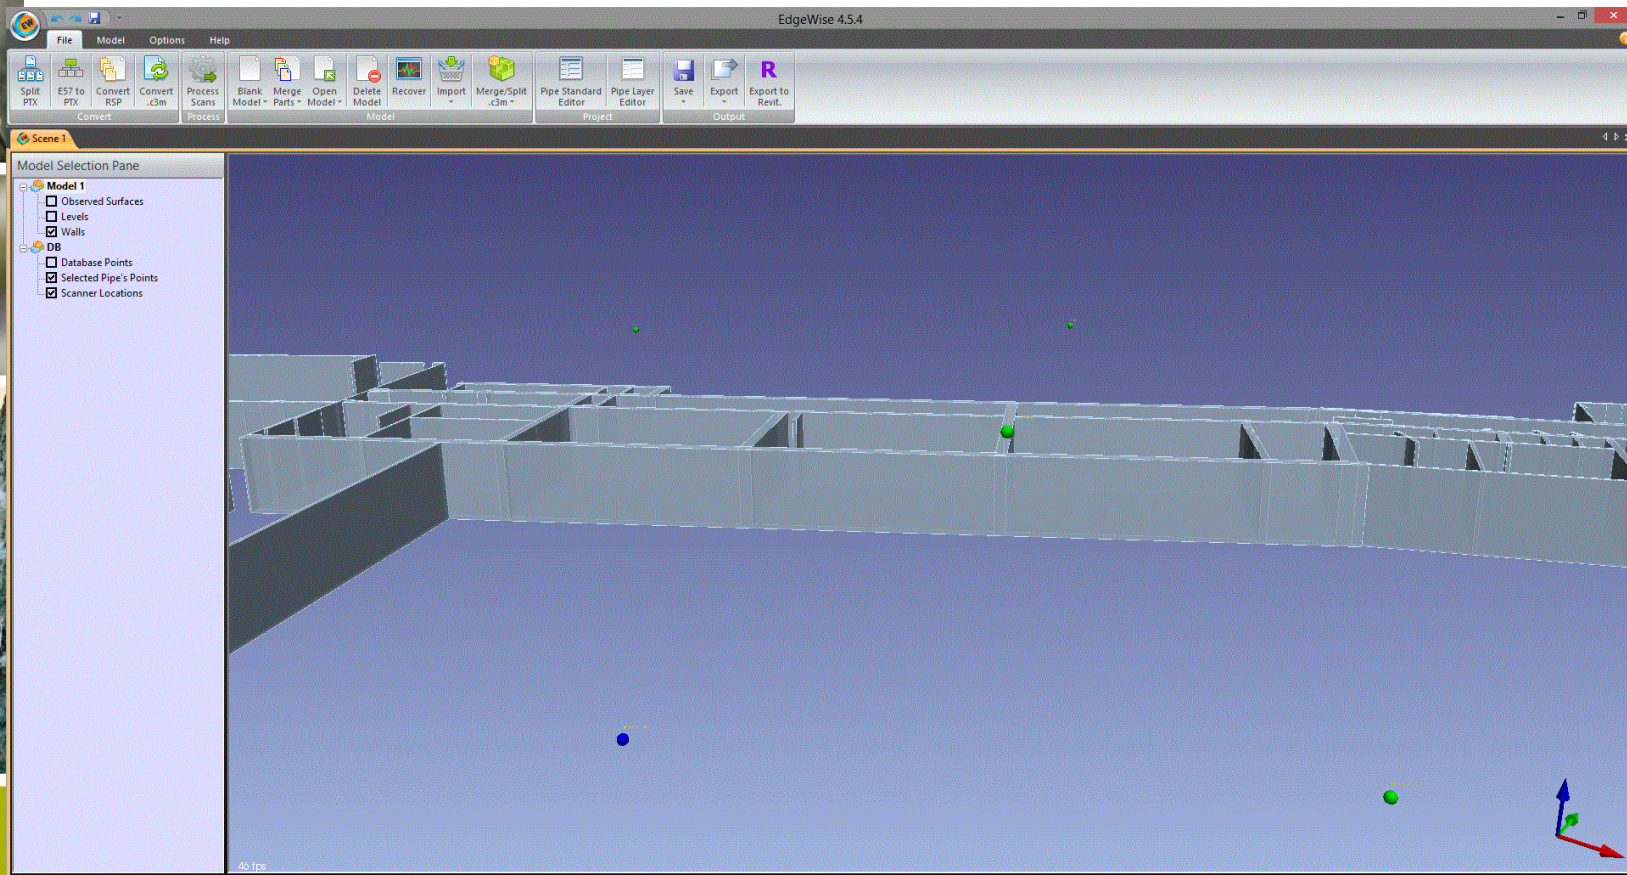 EdgeWise 4.5.4
File Model Options Help
Split PTX
E57 to PTX
Convert RSP
Convert .c3m
Process Scans
Blank Model
Merge Parts
Open Model
Delete Model
Recover
Import
Merge/Split .c3m
Pipe Standard Editor
Pipe Layer Editor
Save
Export
R
Export to Revit.
Convert Process Model Project Output
Scene 1
Model Selection Pane
Model 1
Observed Surfaces
Levels
Walls
DB
Database Points
Selected Pipe's Points
Scanner Locations
46 fps